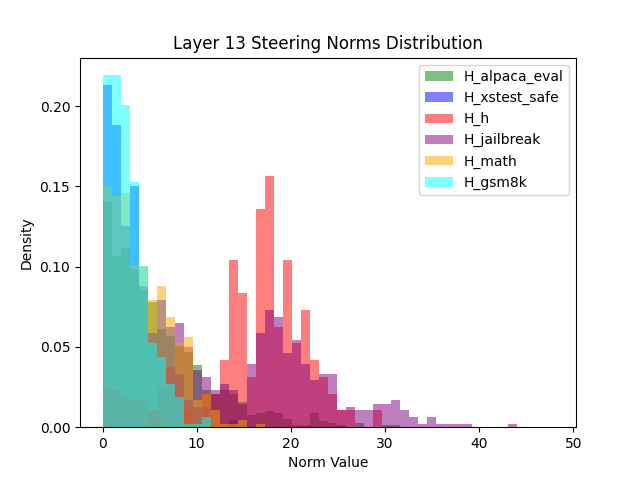 Layer 13 Steering Norms Distribution
H_alpaca_eval
H_xstest_safe
H_h
H_jailbreak
H_math
H_gsm8k
Density
0.20
0.15
0.10
0.05
0.00
0 10 20 30 40 50
Norm Value